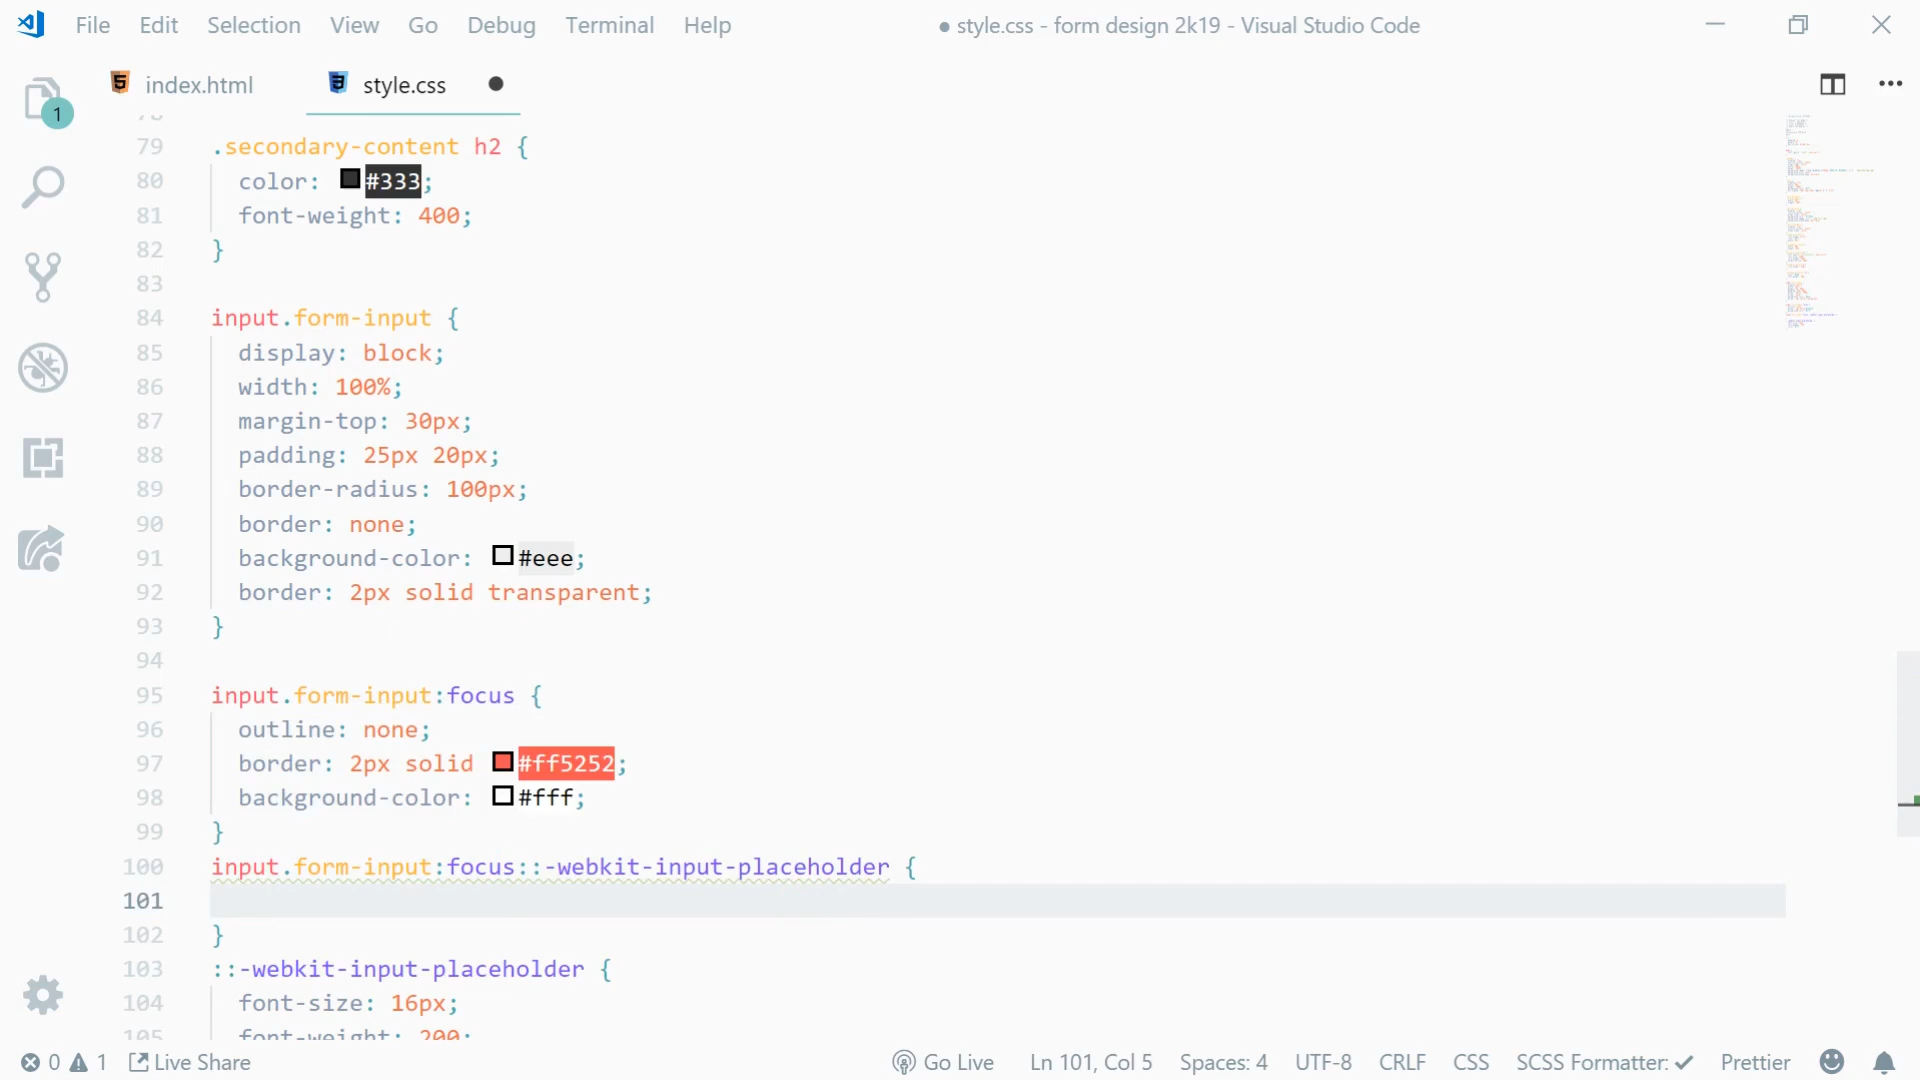 File Edit Selection View Go Debug Terminal Help ● style.css - form design 2k19 - Visual Studio Code
index.html style.css ●
1
79 .secondary-content h2 {
80 color: #333;
81 font-weight: 400;
82 }
83
84 input.form-input {
85 display: block;
86 width: 100%;
87 margin-top: 30px;
88 padding: 25px 20px;
89 border-radius: 100px;
90 border: none;
91 background-color: #eee;
92 border: 2px solid transparent;
93 }
94
95 input.form-input:focus {
96 outline: none;
97 border: 2px solid #ff5252;
98 background-color: #fff;
99 }
100 input.form-input:focus::-webkit-input-placeholder {
101
102 }
103 ::-webkit-input-placeholder {
104 font-size: 16px;
105 font-weight: 200;
0 1 Live Share Go Live Ln 101, Col 5 Spaces: 4 UTF-8 CRLF CSS SCSS Formatter: ✓ Prettier